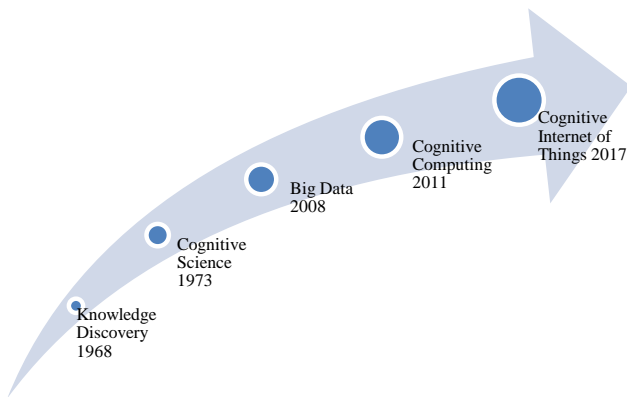 Knowledge
Discovery
1968
Cognitive
Science
1973
Big Data
2008
Cognitive
Computing
2011
Cognitive
Internet of
Things 2017